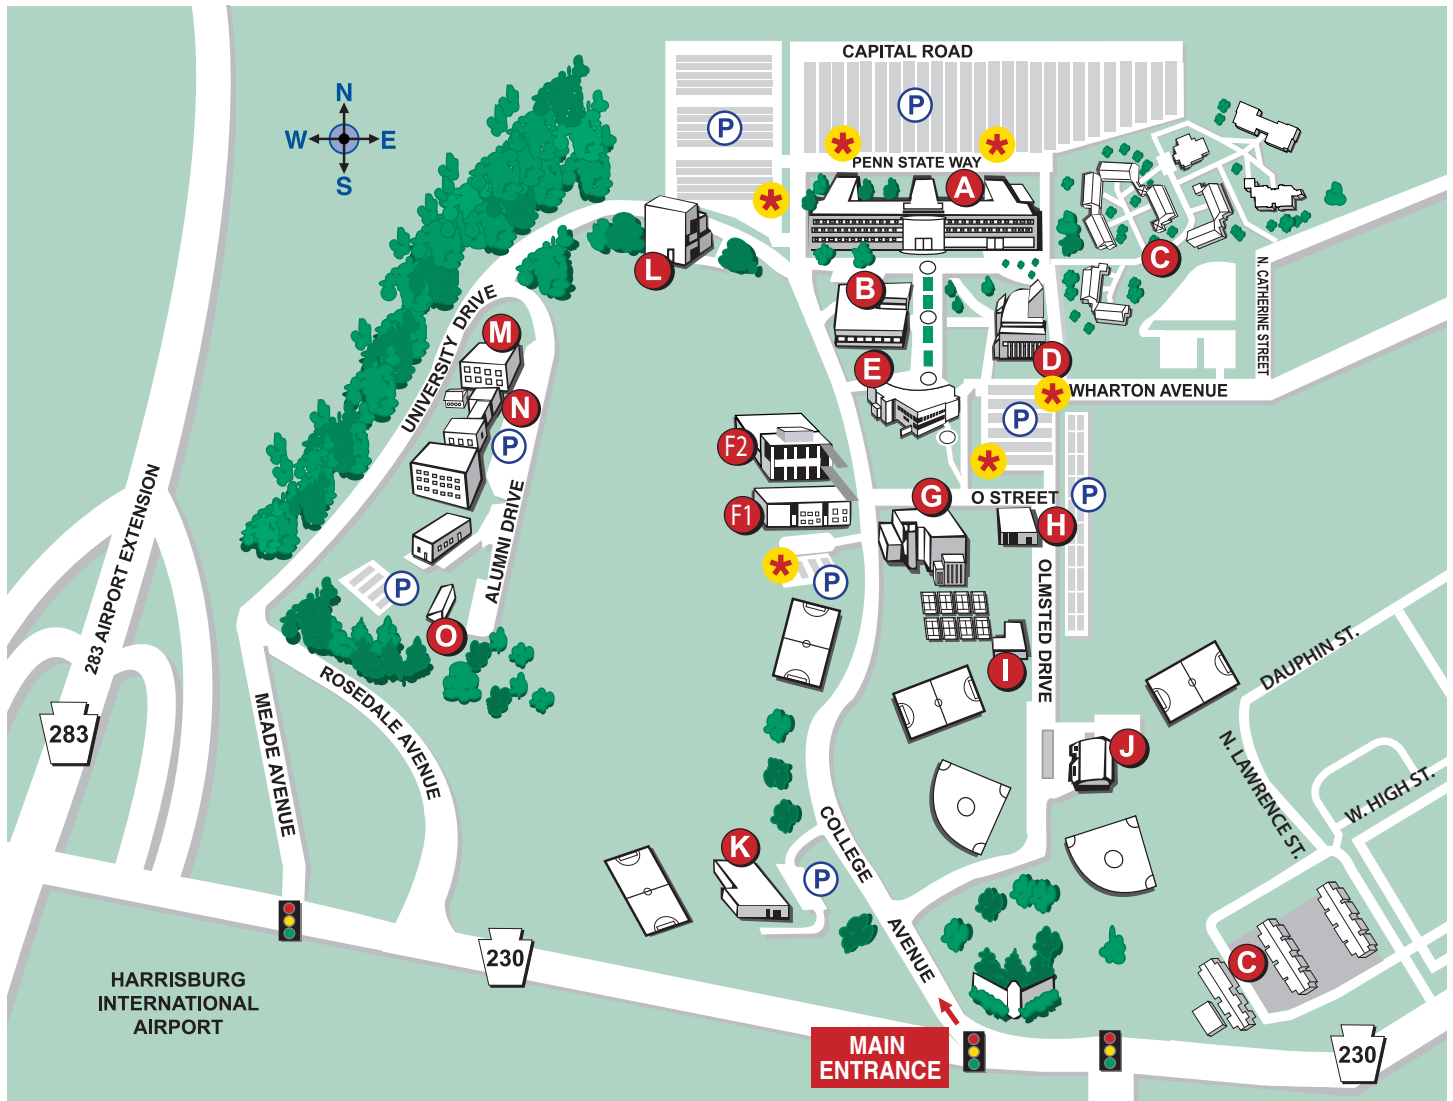 CAPITAL ROAD
N
W
E
S
P
P
*
*
PENN STATE WAY
A
*
L
C
B
N. CATHERINE STREET
UNIVERSITY DRIVE
M
D
E
*
WHARTON AVENUE
N
P
P
F2
*
283 AIRPORT EXTENSION
G
O STREET
P
F1
H
ALUMNI DRIVE
*
P
P
OLMSTED DRIVE
O
I
DAUPHIN ST.
ROSEDALE AVENUE
MEADE AVENUE
283
J
N. LAWRENCE ST.
W. HIGH ST.
COLLEGE
AVENUE
K
P
230
C
HARRISBURG
INTERNATIONAL
AIRPORT
MAIN
ENTRANCE
230